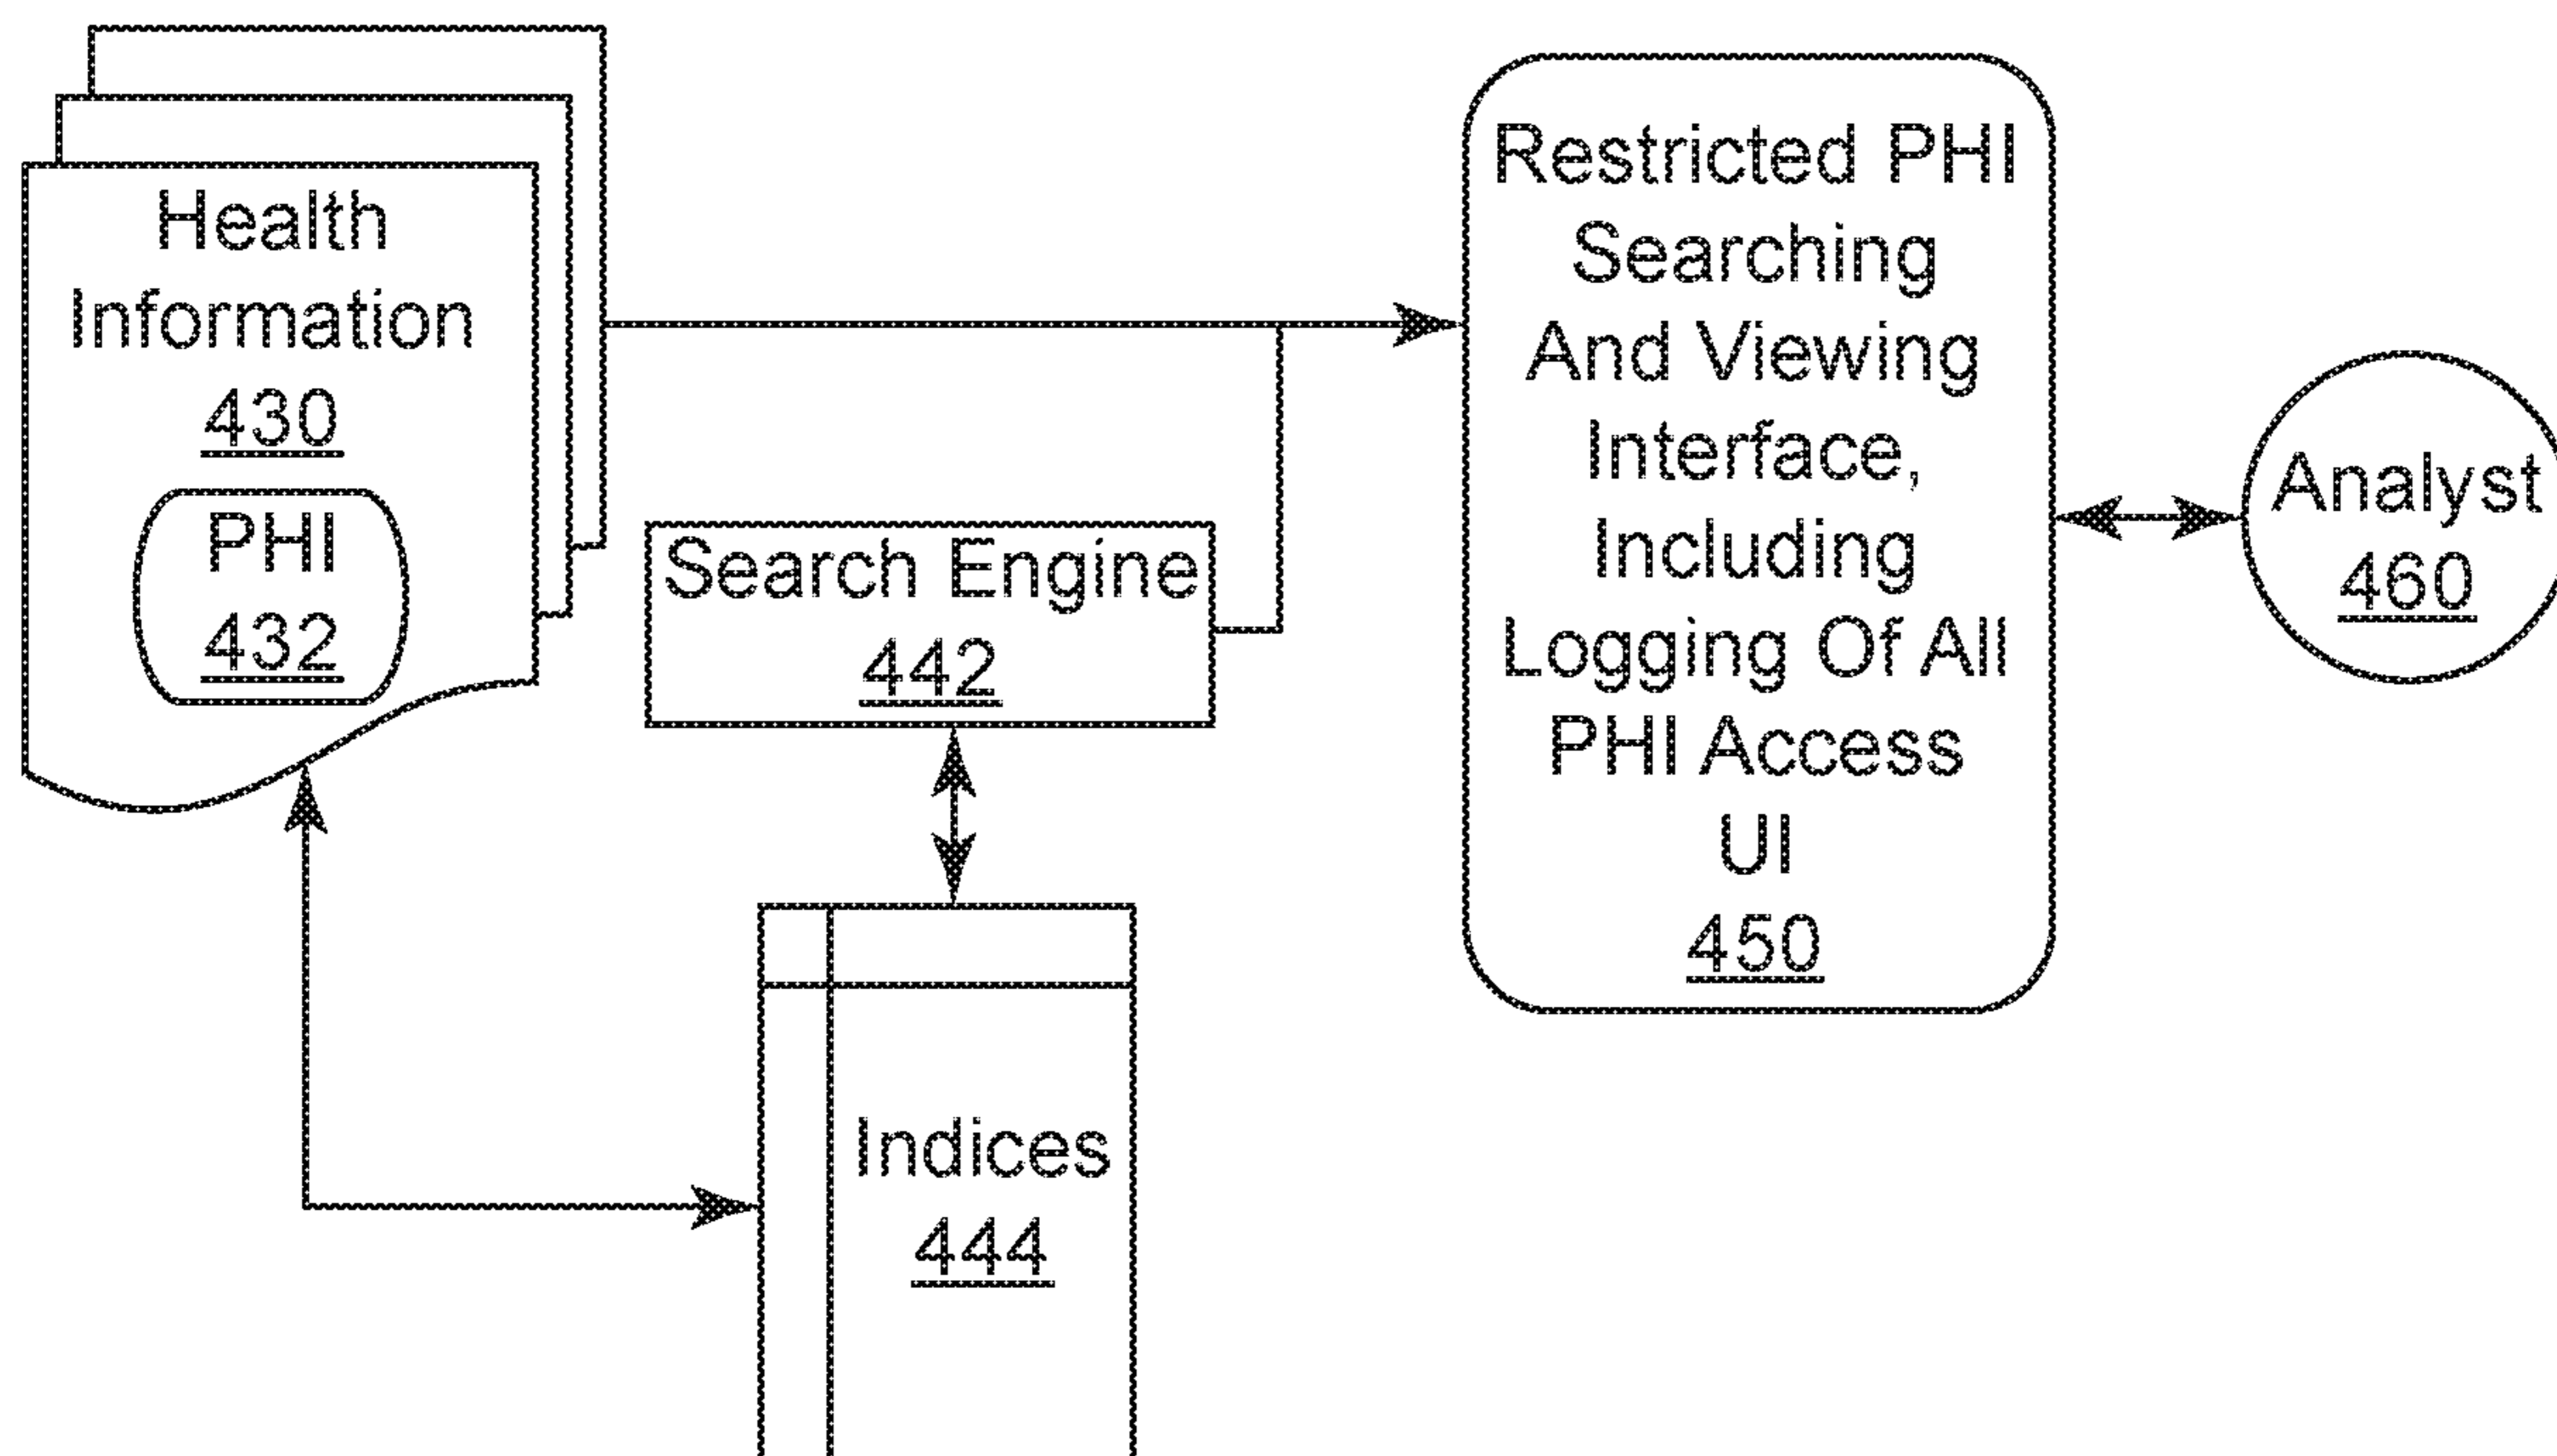 Health
Information
430
PHI
432
Search Engine
442
Indices
444
Restricted PHI
Searching
And Viewing
Interface,
Including
Logging Of All
PHI Access
UI
450
Analyst
460